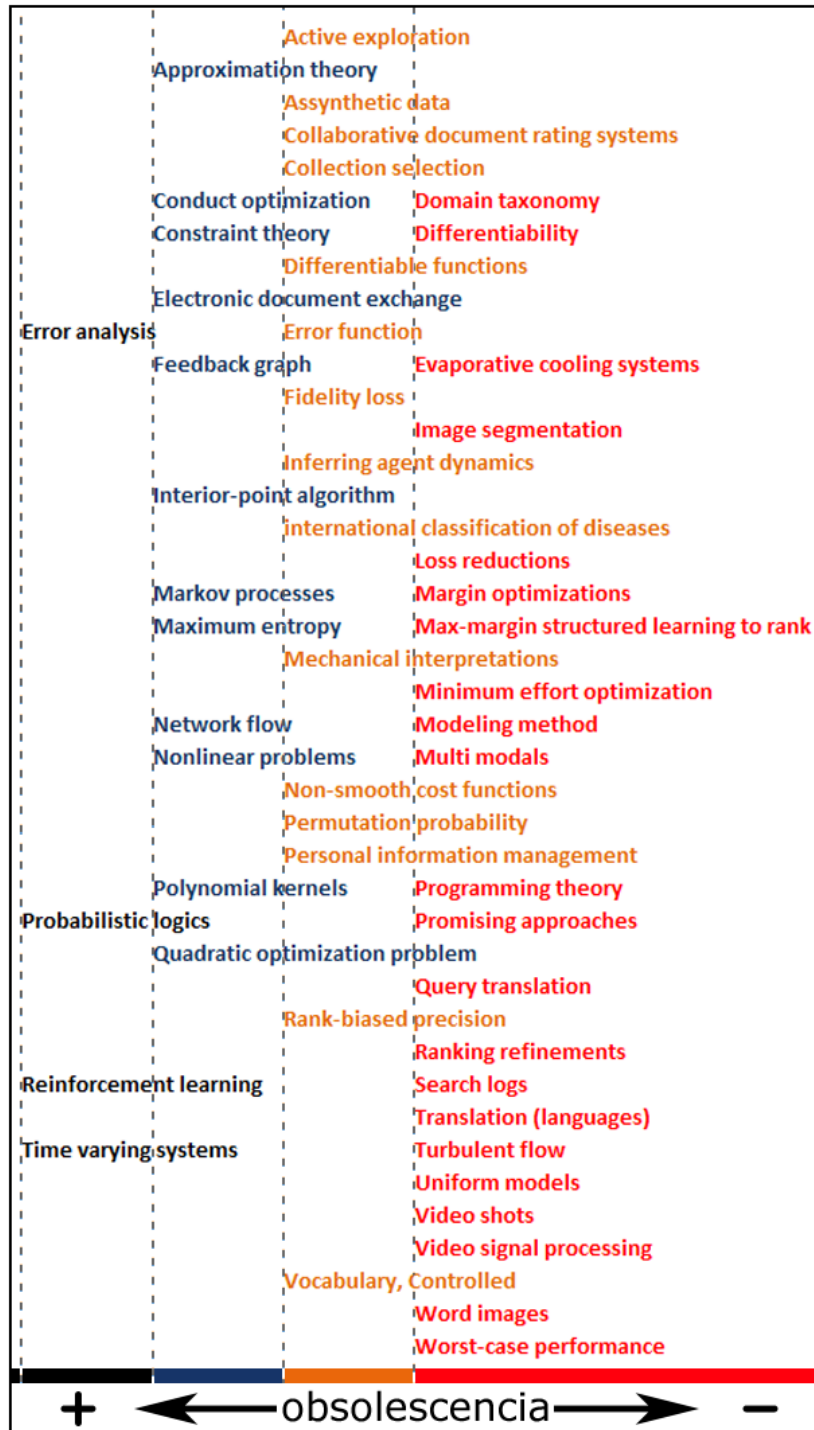 Active exploration
Approximation theory
Assynthetic data
Collaborative document rating systems
Collection selection
Conduct optimization Domain taxonomy
Constraint theory Differentiability
Differentiable functions
Electronic document exchange
Error analysis Error function
Feedback graph Evaporative cooling systems
Fidelity loss
Image segmentation
Inferring agent dynamics
Interior-point algorithm
international classification of diseases
Loss reductions
Markov processes Margin optimizations
Maximum entropy Max-margin structured learning to rank
Mechanical interpretations
Minimum effort optimization
Network flow Modeling method
Nonlinear problems Multi modals
Non-smooth cost functions
Permutation probability
Personal information management
Polynomial kernels Programming theory
Probabilistic logics Promising approaches
Quadratic optimization problem
Query translation
Rank-biased precision
Ranking refinements
Reinforcement learning Search logs
Translation (languages)
Time varying systems Turbulent flow
Uniform models
Video shots
Video signal processing
Vocabulary, Controlled
Word images
Worst-case performance
+ obsolescencia −